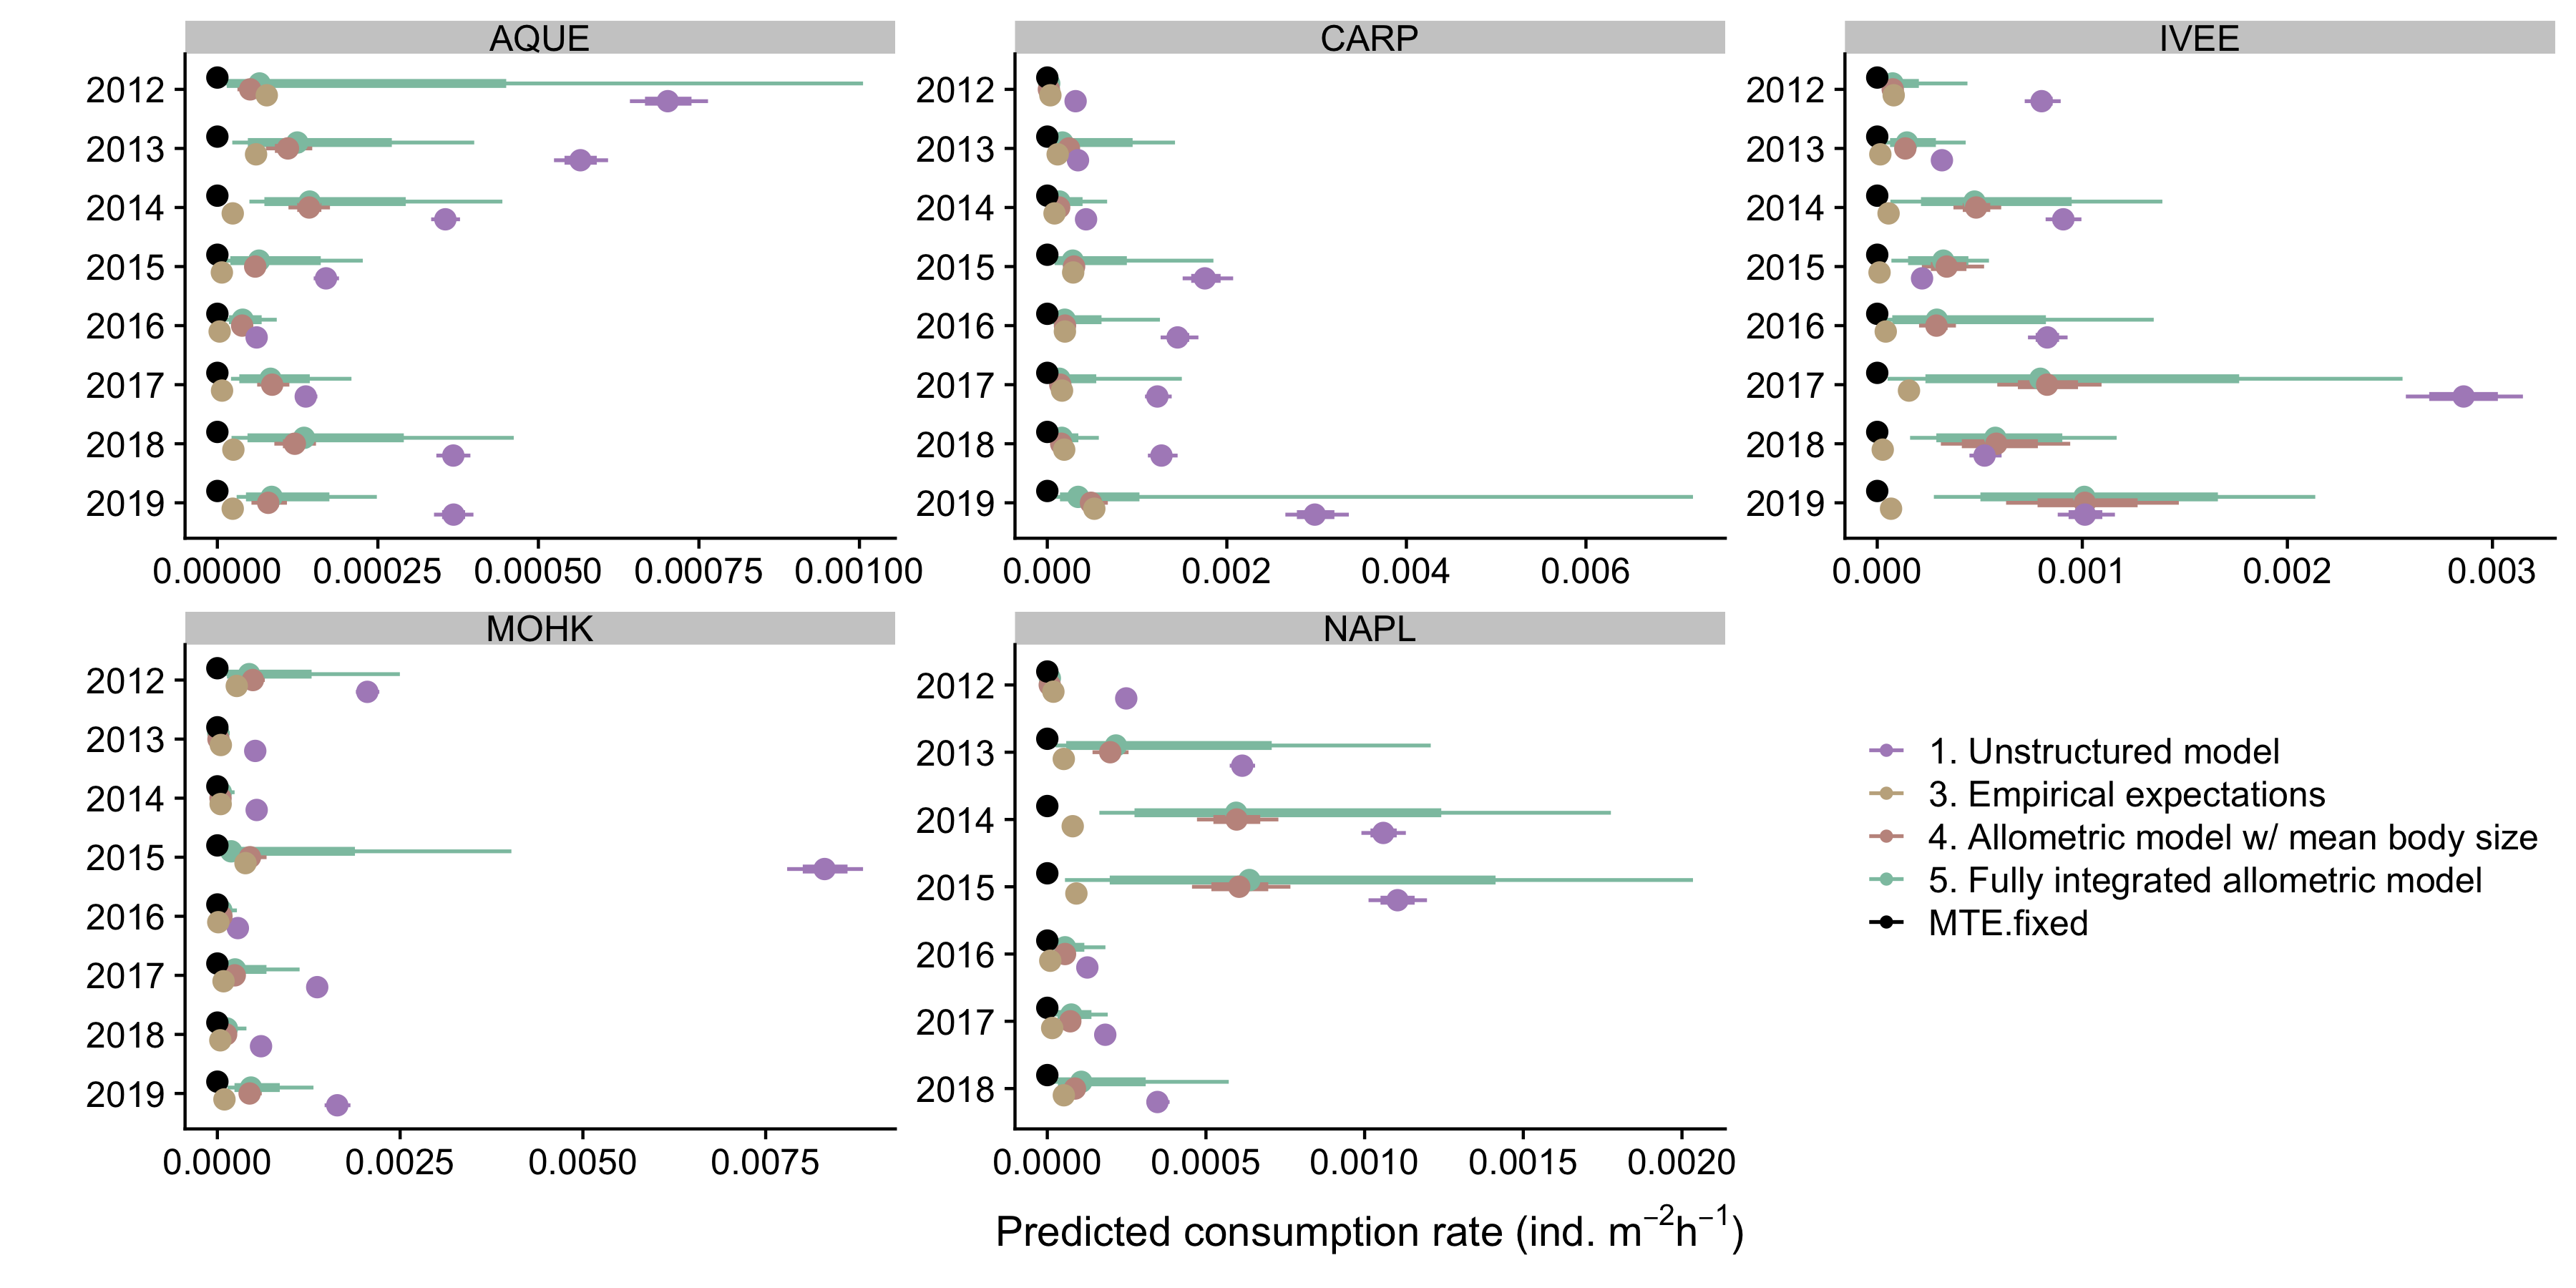 AQUE
2012
2013
2014
2015
2016
2017
2018
2019
0.00000 0.00025 0.00050 0.00075 0.00100
CARP
2012
2013
2014
2015
2016
2017
2018
2019
0.000 0.002 0.004 0.006
IVEE
2012
2013
2014
2015
2016
2017
2018
2019
0.000 0.001 0.002 0.003
MOHK
2012
2013
2014
2015
2016
2017
2018
2019
0.0000 0.0025 0.0050 0.0075
NAPL
2012
2013
2014
2015
2016
2017
2018
0.0000 0.0005 0.0010 0.0015 0.0020
1. Unstructured model
3. Empirical expectations
4. Allometric model w/ mean body size
5. Fully integrated allometric model
MTE.fixed
Predicted consumption rate (ind. m⁻²h⁻¹)